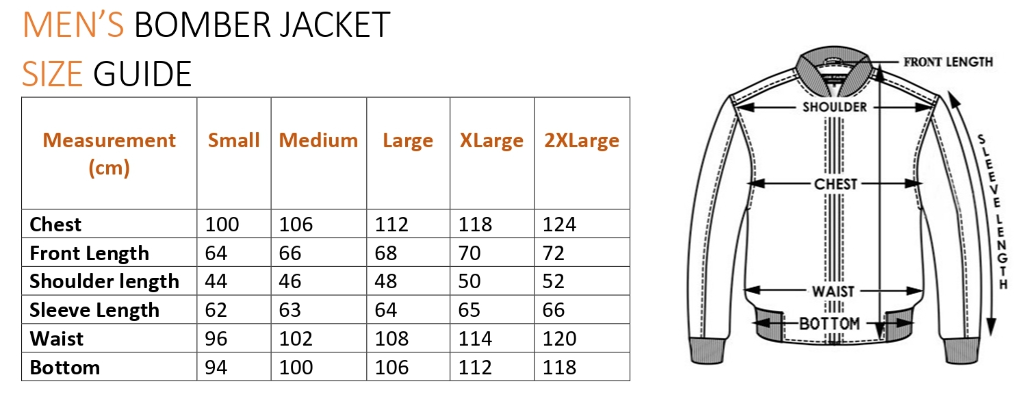 MEN’S BOMBER JACKET
SIZE GUIDE
Measurement (cm) Small Medium Large XLarge 2XLarge
Chest 100 106 112 118 124
Front Length 64 66 68 70 72
Shoulder length 44 46 48 50 52
Sleeve Length 62 63 64 65 66
Waist 96 102 108 114 120
Bottom 94 100 106 112 118
FRONT LENGTH
SHOULDER
SLEEVE LENGTH
CHEST
WAIST
BOTTOM